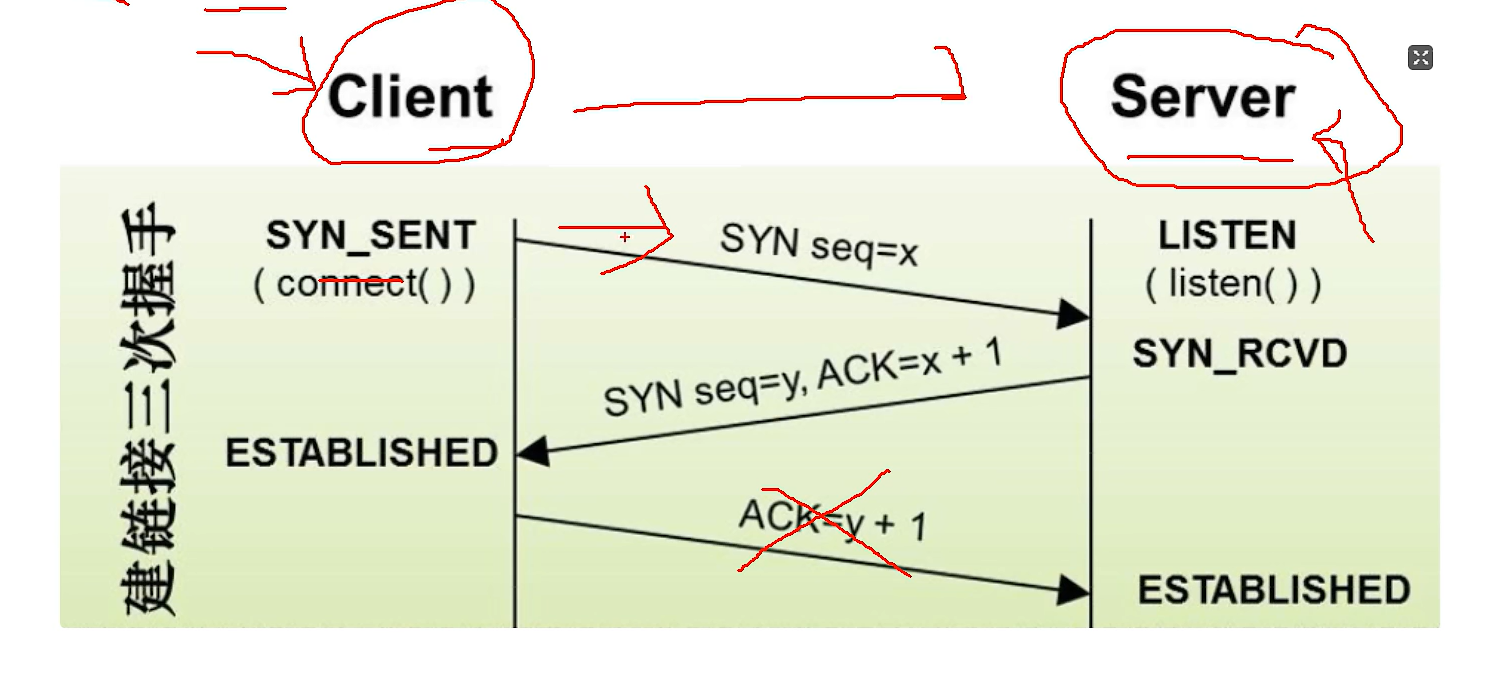 Client
Server
建链接三次握手
SYN_SENT
( connect( ) )
SYN seq=x
LISTEN
( listen( ) )
SYN_RCVD
SYN seq=y, ACK=x + 1
ESTABLISHED
ACK=y + 1
ESTABLISHED